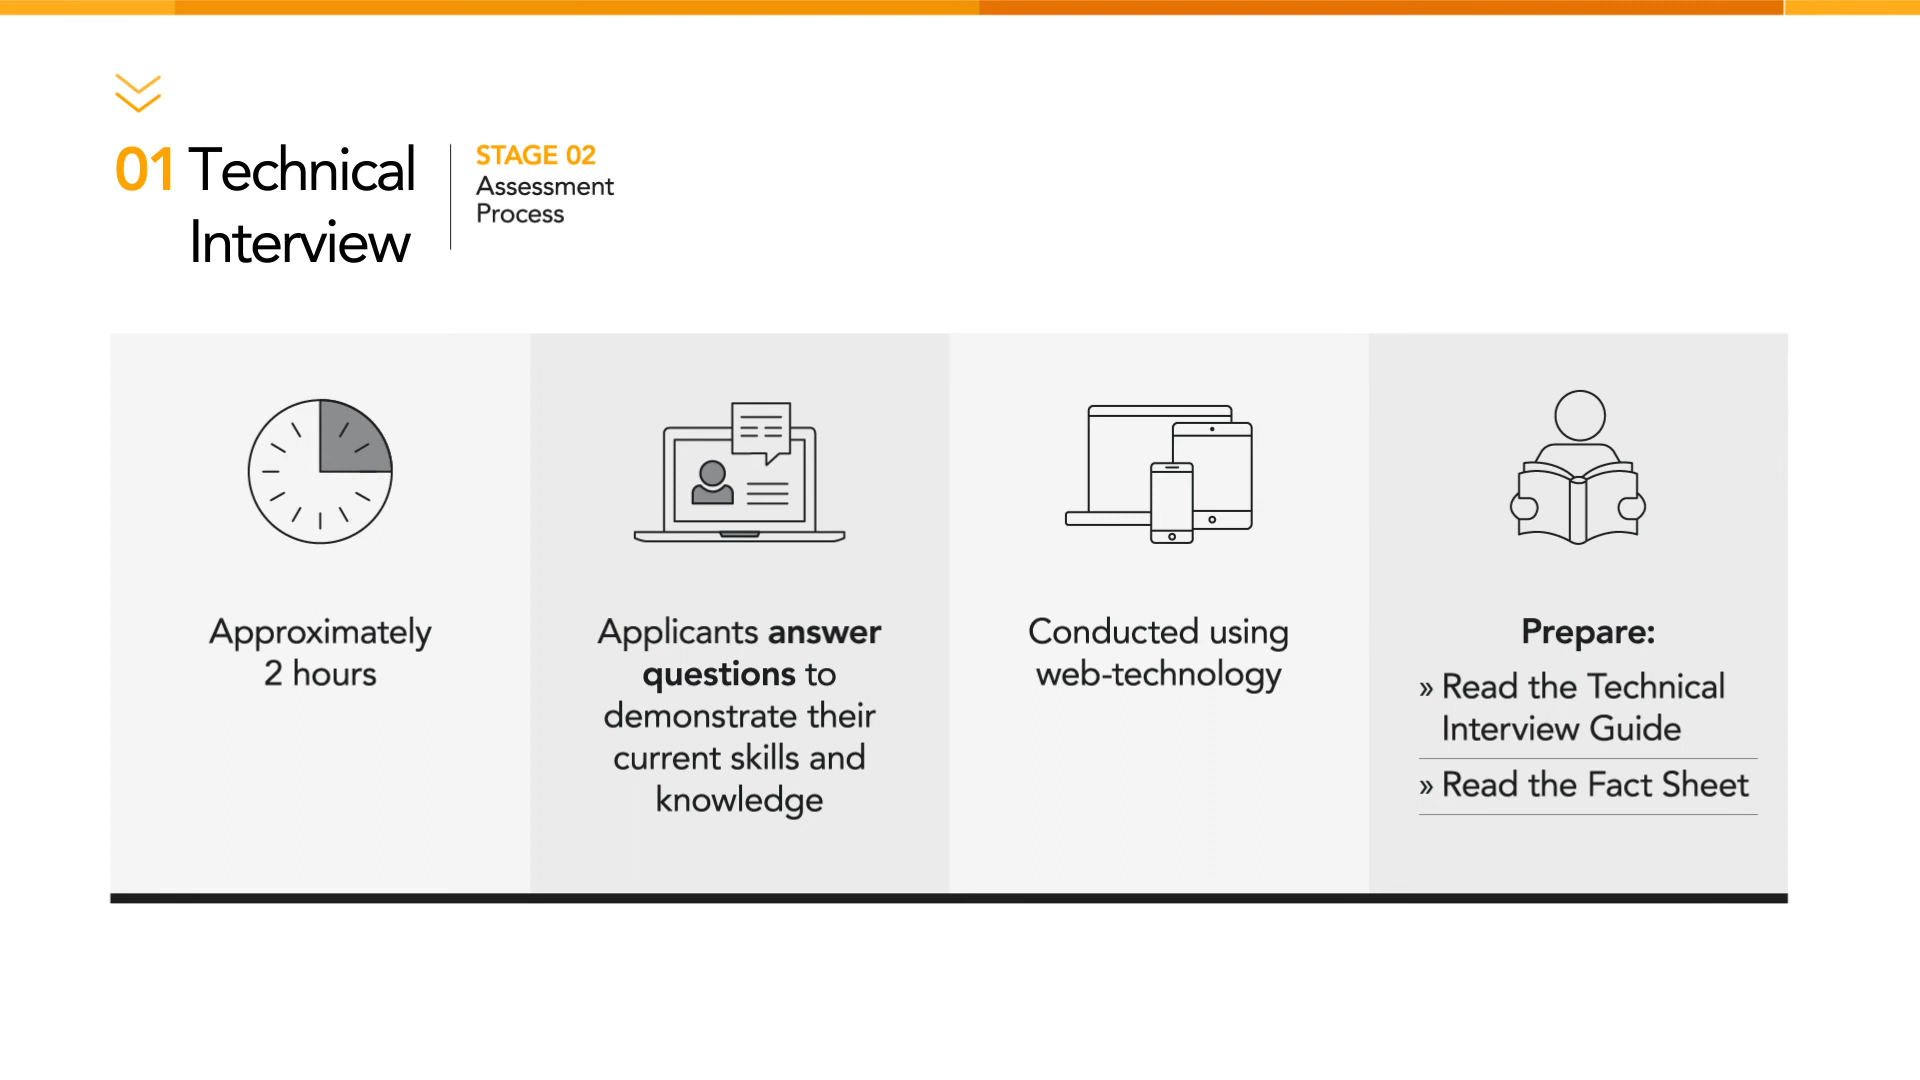 01 Technical
Interview
STAGE 02
Assessment
Process
Approximately
2 hours
Applicants answer
questions to
demonstrate their
current skills and
knowledge
Conducted using
web-technology
Prepare:
» Read the Technical
Interview Guide
» Read the Fact Sheet